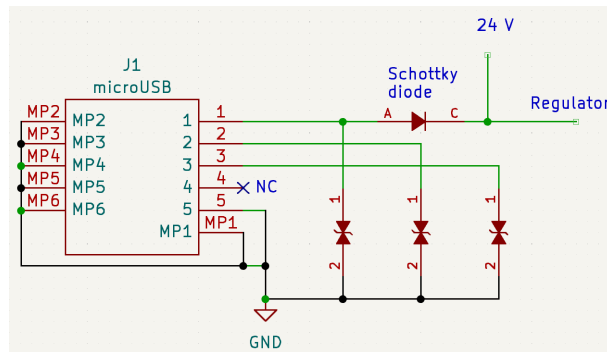 24 V
J1
microUSB
Schottky
diode
Regulator
A
C
MP2
MP2
1
1
MP3
MP3
2
2
MP4
MP4
3
3
MP5
MP5
4
4
NC
MP6
MP6
5
5
MP1
MP1
1
1
1
2
2
2
GND